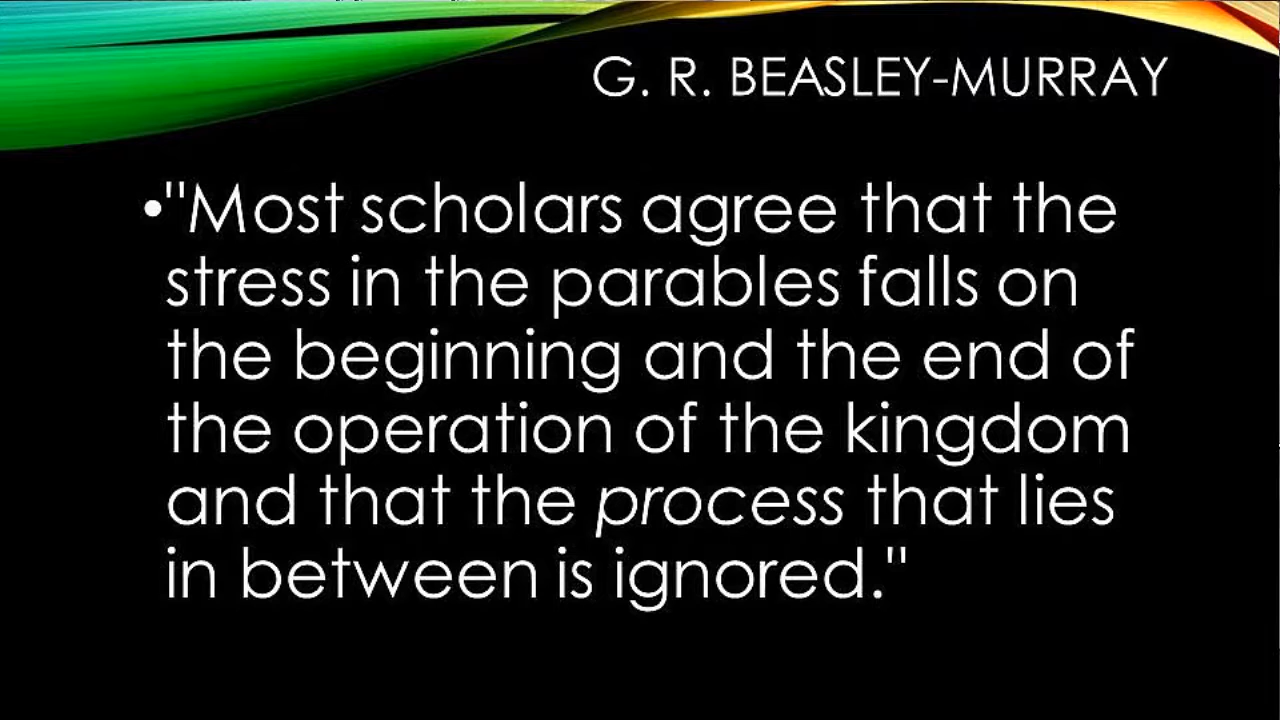 G. R. BEASLEY-MURRAY
•"Most scholars agree that the
stress in the parables falls on
the beginning and the end of
the operation of the kingdom
and that the process that lies
in between is ignored."